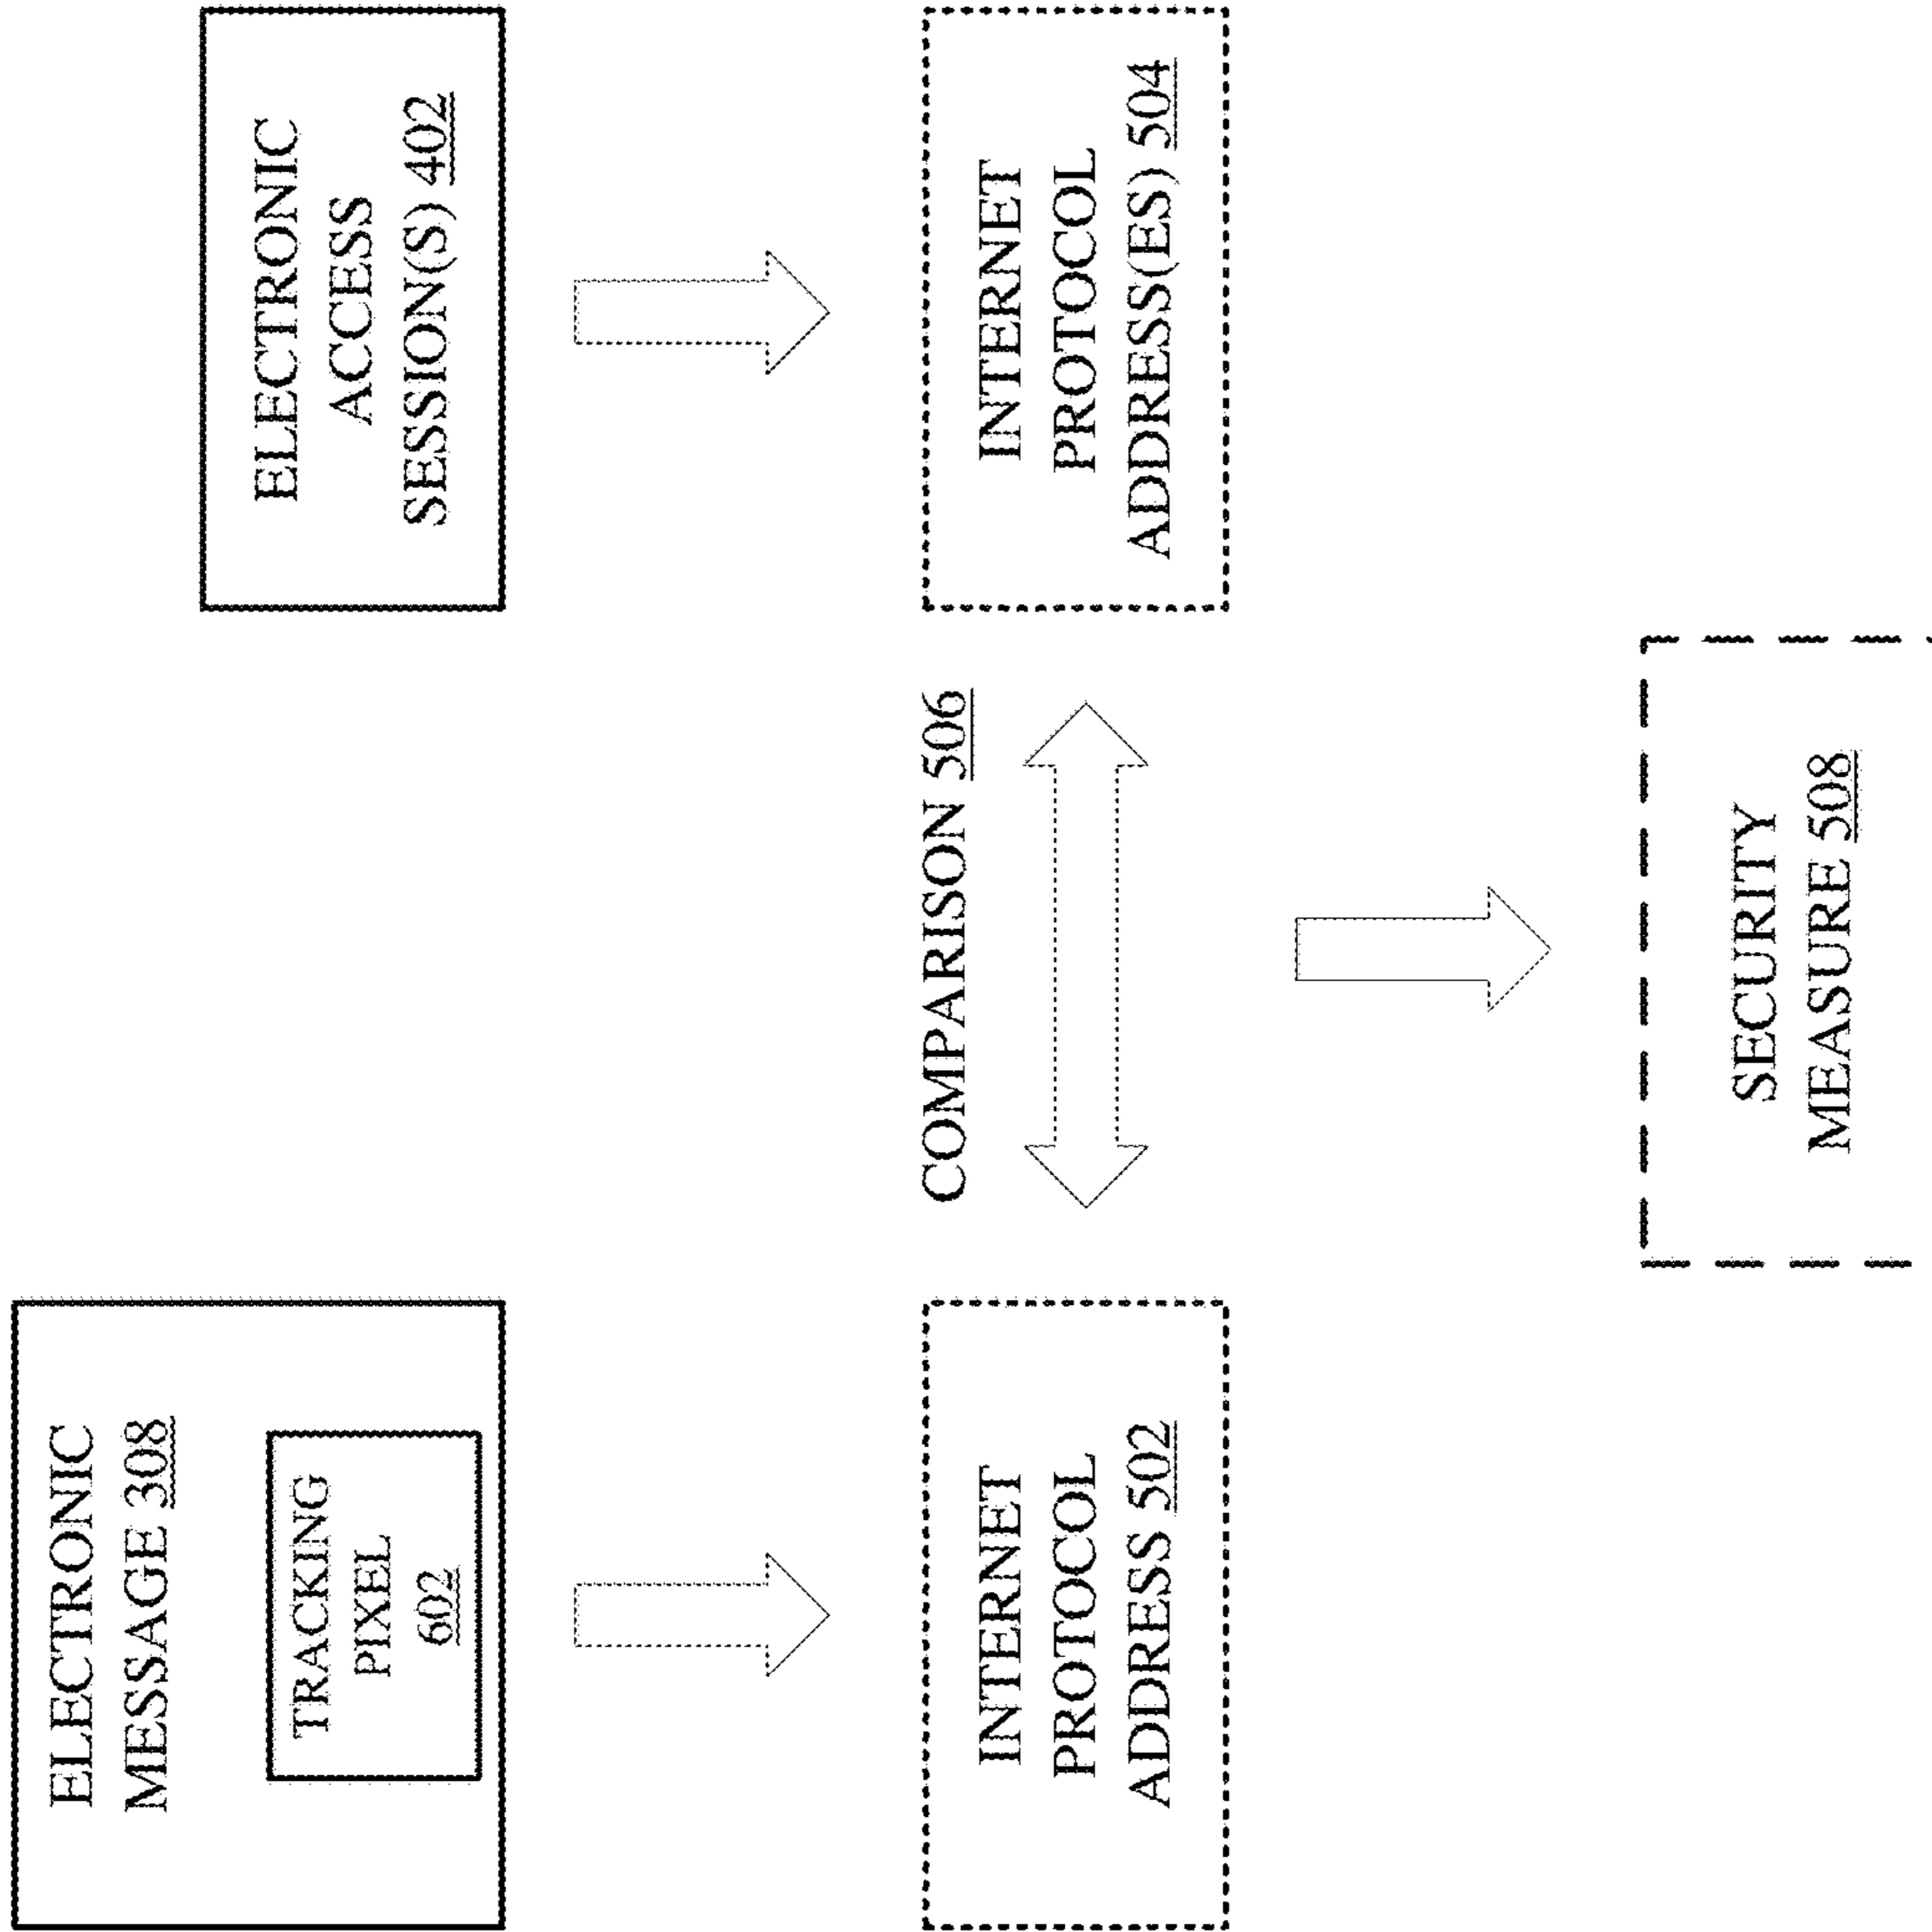 ELECTRONIC
MESSAGE 308
TRACKING
PIXEL
602
ELECTRONIC
ACCESS
SESSION(S) 402
INTERNET
PROTOCOL
ADDRESS 502
COMPARISON 506
INTERNET
PROTOCOL
ADDRESS(ES) 504
SECURITY
MEASURE 508